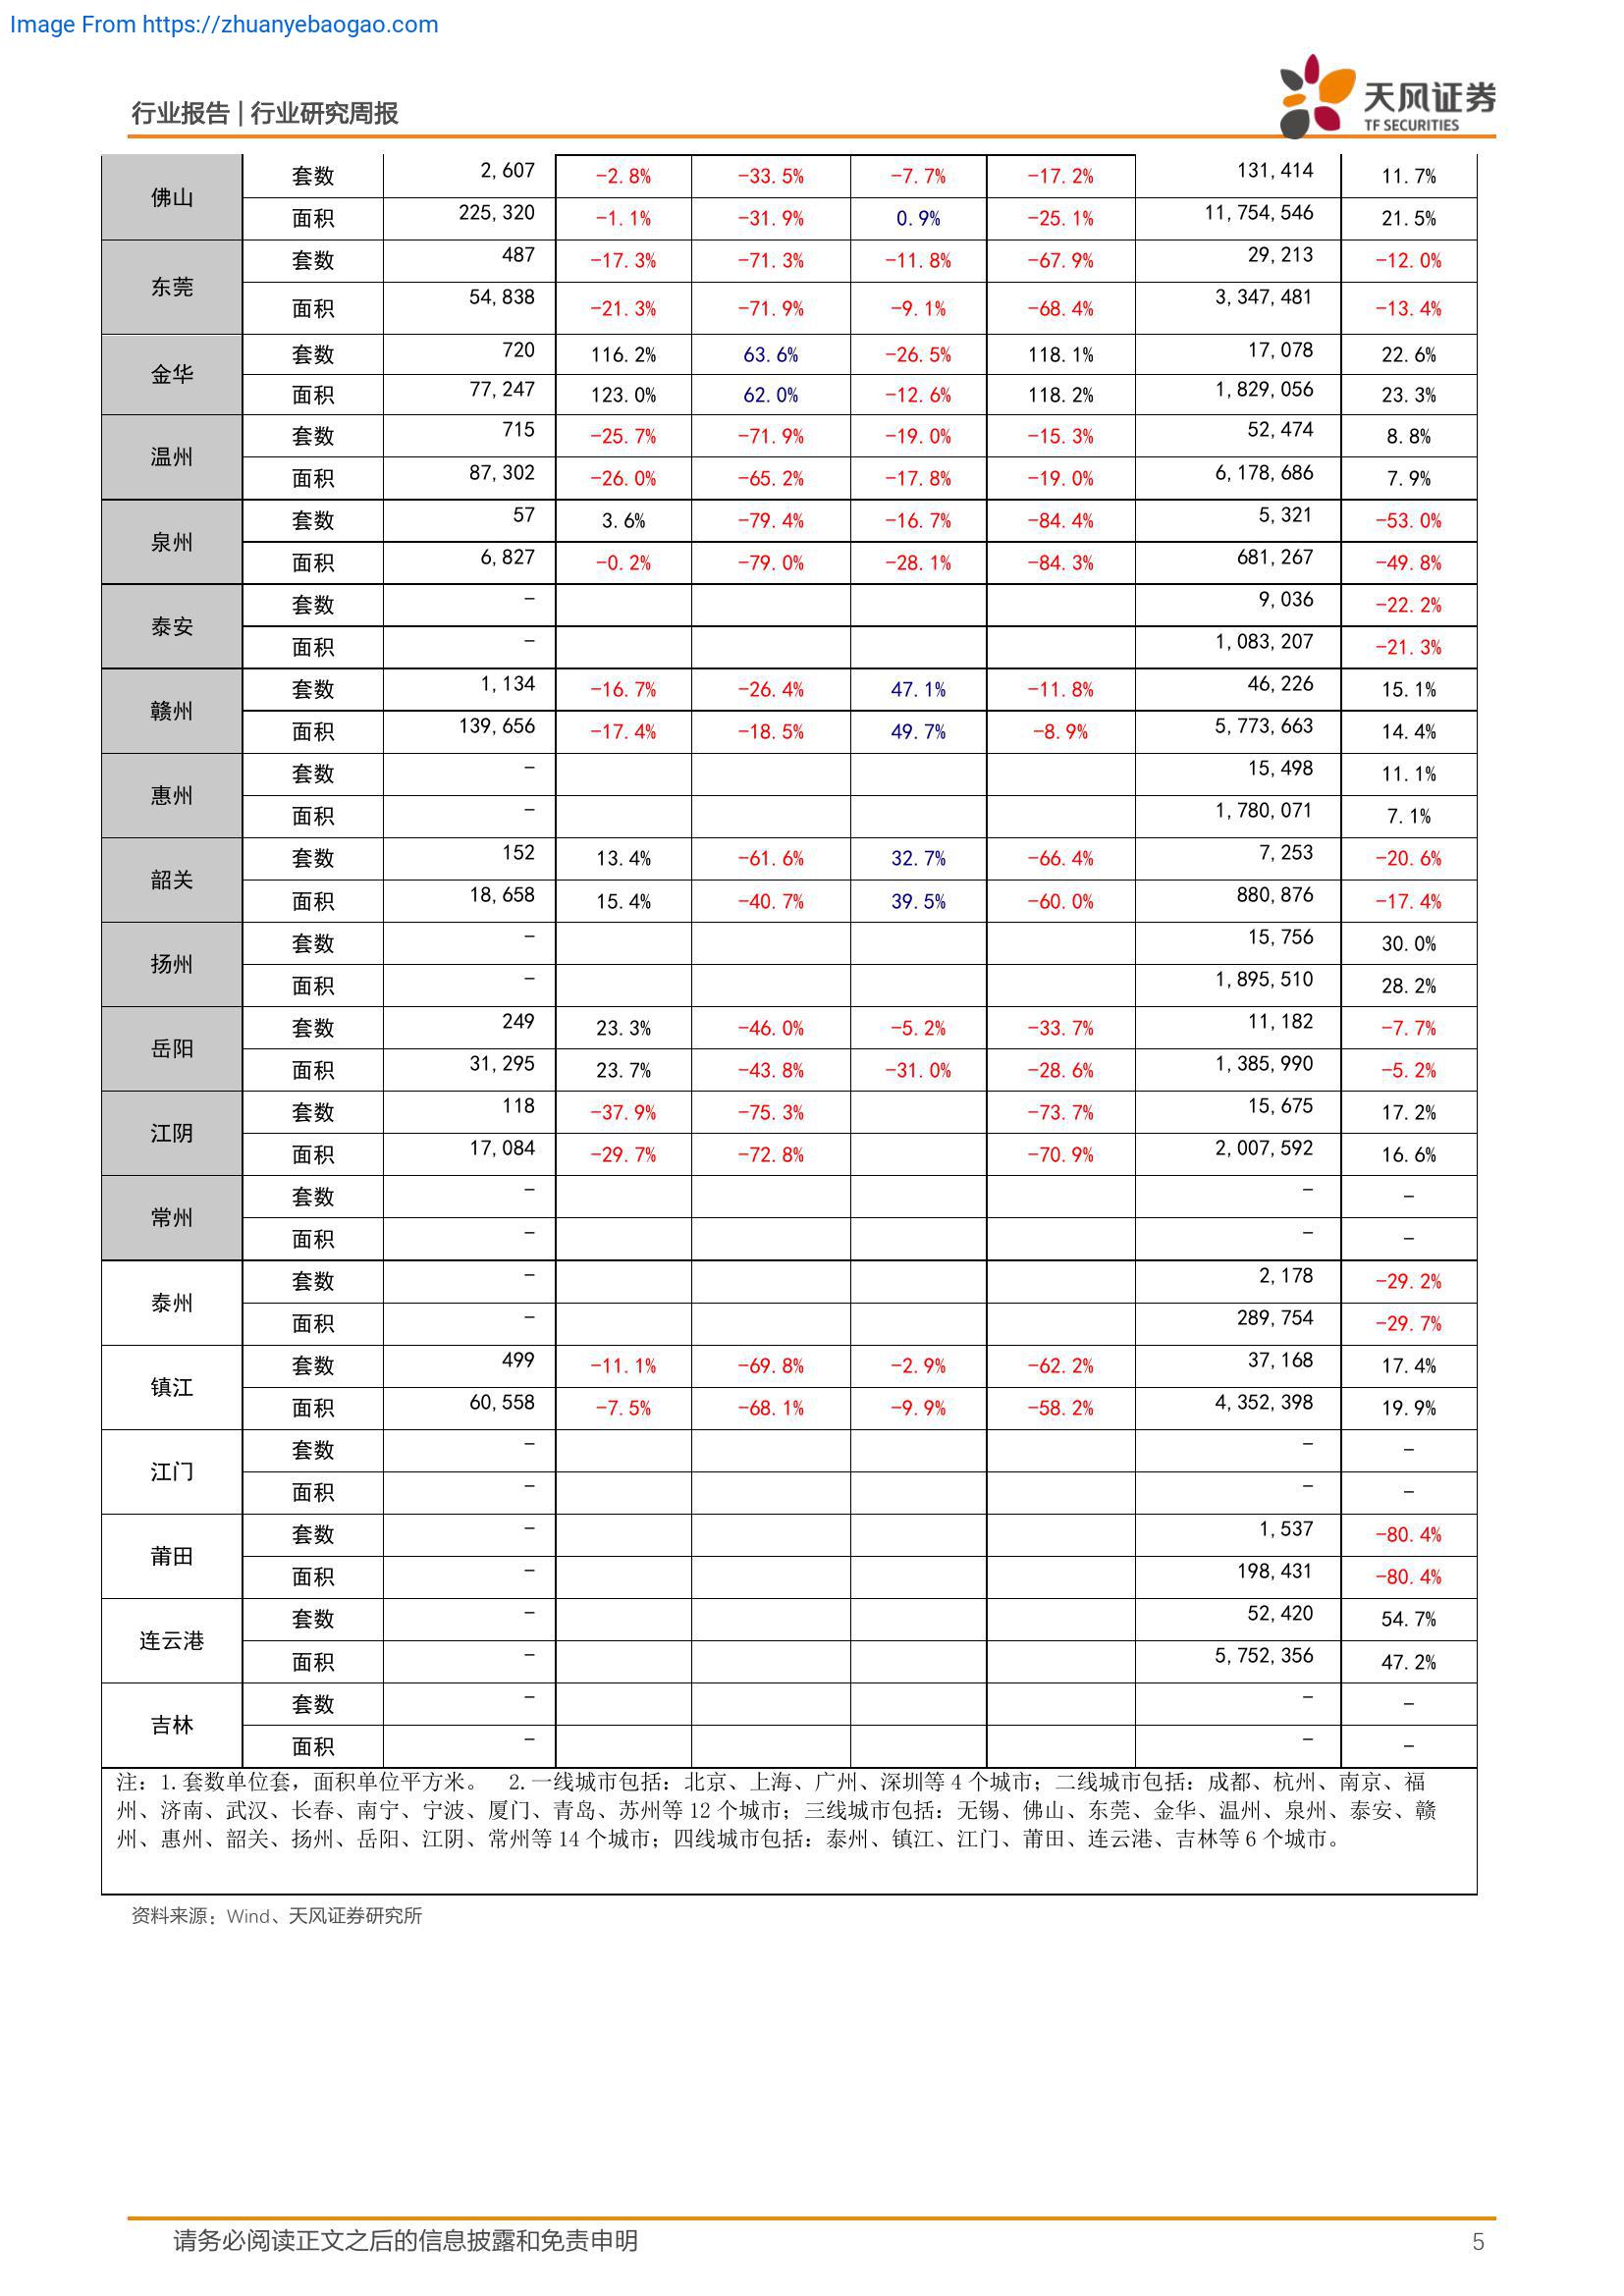 Image From https://zhuanyebaogao.com
行业报告 | 行业研究周报
天风证券
TF SECURITIES
佛山 套数 2,607 -2.8% -33.5% -7.7% -17.2% 131,414 11.7%
面积 225,320 -1.1% -31.9% 0.9% -25.1% 11,754,546 21.5%
东莞 套数 487 -17.3% -71.3% -11.8% -67.9% 29,213 -12.0%
面积 54,838 -21.3% -71.9% -9.1% -68.4% 3,347,481 -13.4%
金华 套数 720 116.2% 63.6% -26.5% 118.1% 17,078 22.6%
面积 77,247 123.0% 62.0% -12.6% 118.2% 1,829,056 23.3%
温州 套数 715 -25.7% -71.9% -19.0% -15.3% 52,474 8.8%
面积 87,302 -26.0% -65.2% -17.8% -19.0% 6,178,686 7.9%
泉州 套数 57 3.6% -79.4% -16.7% -84.4% 5,321 -53.0%
面积 6,827 -0.2% -79.0% -28.1% -84.3% 681,267 -49.8%
泰安 套数 - 9,036 -22.2%
面积 - 1,083,207 -21.3%
赣州 套数 1,134 -16.7% -26.4% 47.1% -11.8% 46,226 15.1%
面积 139,656 -17.4% -18.5% 49.7% -8.9% 5,773,663 14.4%
惠州 套数 - 15,498 11.1%
面积 - 1,780,071 7.1%
韶关 套数 152 13.4% -61.6% 32.7% -66.4% 7,253 -20.6%
面积 18,658 15.4% -40.7% 39.5% -60.0% 880,876 -17.4%
扬州 套数 - 15,756 30.0%
面积 - 1,895,510 28.2%
岳阳 套数 249 23.3% -46.0% -5.2% -33.7% 11,182 -7.7%
面积 31,295 23.7% -43.8% -31.0% -28.6% 1,385,990 -5.2%
江阴 套数 118 -37.9% -75.3% -73.7% 15,675 17.2%
面积 17,084 -29.7% -72.8% -70.9% 2,007,592 16.6%
常州 套数 - - -
面积 - - -
泰州 套数 - 2,178 -29.2%
面积 - 289,754 -29.7%
镇江 套数 499 -11.1% -69.8% -2.9% -62.2% 37,168 17.4%
面积 60,558 -7.5% -68.1% -9.9% -58.2% 4,352,398 19.9%
江门 套数 - - -
面积 - - -
莆田 套数 - 1,537 -80.4%
面积 - 198,431 -80.4%
连云港 套数 - 52,420 54.7%
面积 - 5,752,356 47.2%
吉林 套数 - - -
面积 - - -
注：1.套数单位套，面积单位平方米。 2.一线城市包括：北京、上海、广州、深圳等 4 个城市；二线城市包括：成都、杭州、南京、福
州、济南、武汉、长春、南宁、宁波、厦门、青岛、苏州等 12 个城市；三线城市包括：无锡、佛山、东莞、金华、温州、泉州、泰安、赣
州、惠州、韶关、扬州、岳阳、江阴、常州等 14 个城市；四线城市包括：泰州、镇江、江门、莆田、连云港、吉林等 6 个城市。
资料来源：Wind、天风证券研究所
请务必阅读正文之后的信息披露和免责申明 5